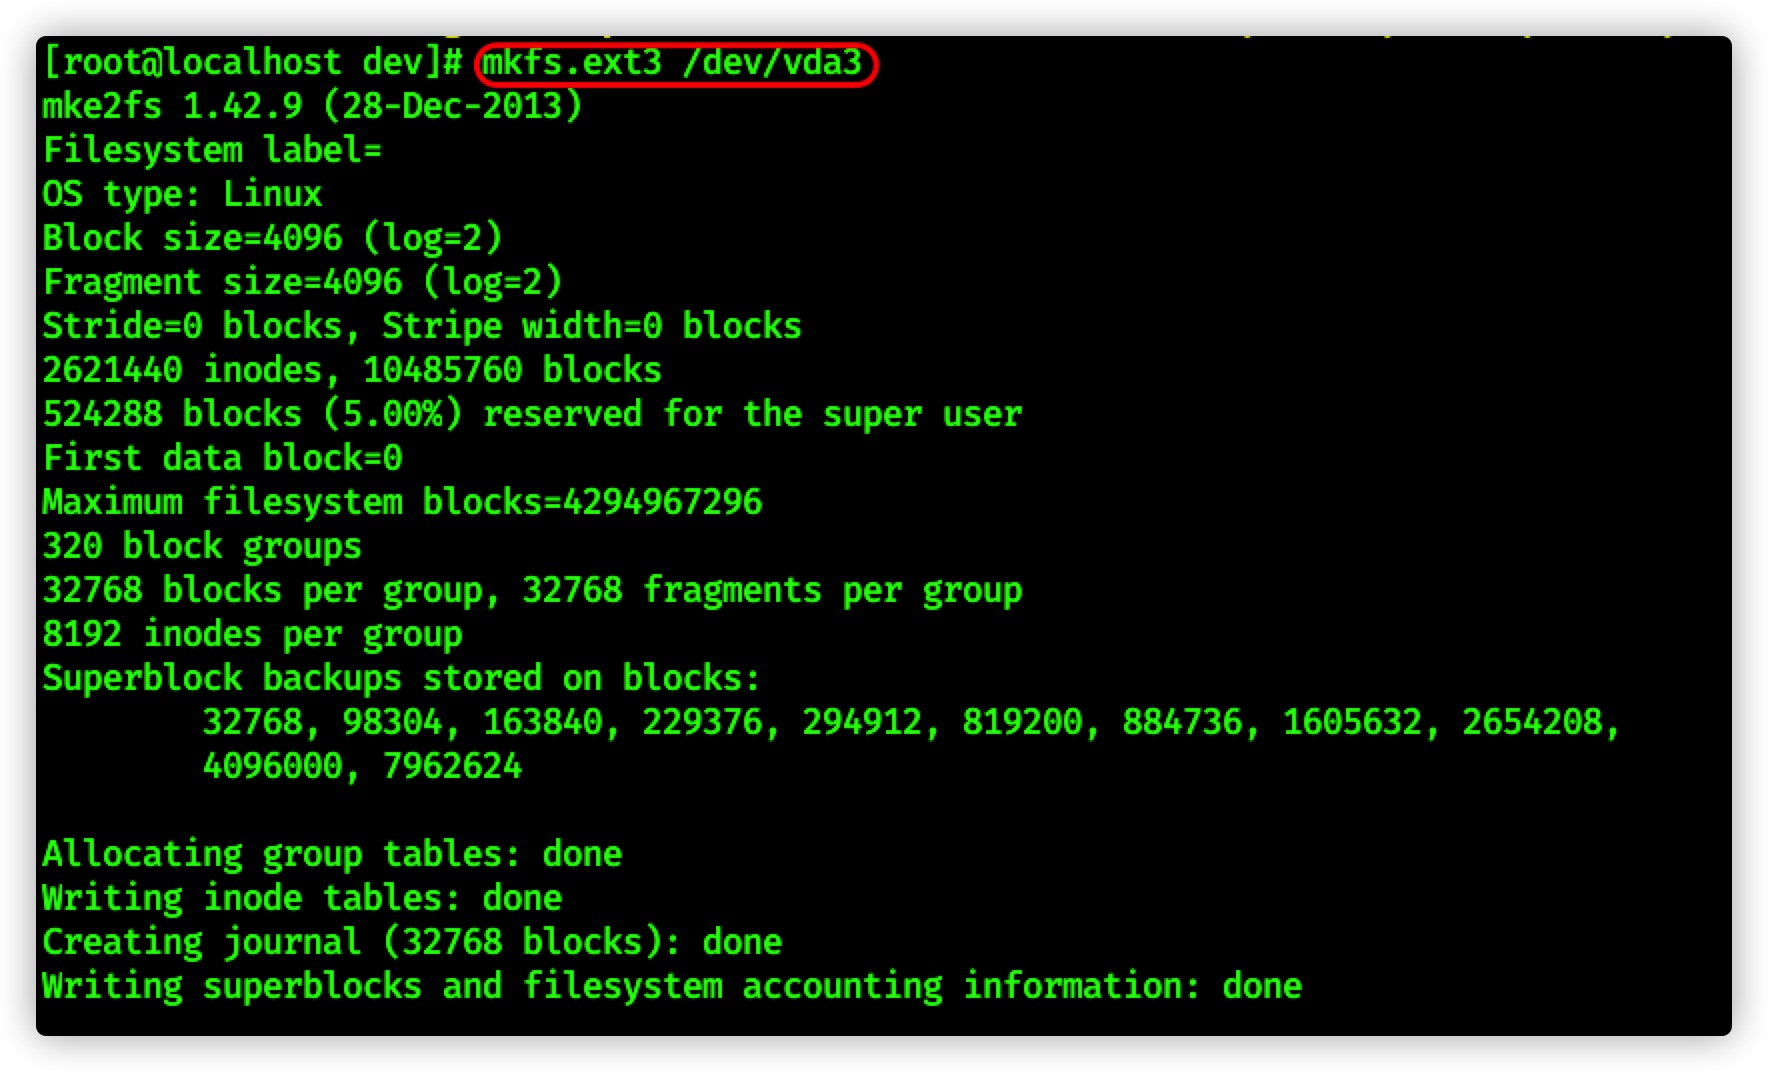 [root@localhost dev]# mkfs.ext3 /dev/vda3
mke2fs 1.42.9 (28-Dec-2013)
Filesystem label=
OS type: Linux
Block size=4096 (log=2)
Fragment size=4096 (log=2)
Stride=0 blocks, Stripe width=0 blocks
2621440 inodes, 10485760 blocks
524288 blocks (5.00%) reserved for the super user
First data block=0
Maximum filesystem blocks=4294967296
320 block groups
32768 blocks per group, 32768 fragments per group
8192 inodes per group
Superblock backups stored on blocks:
32768, 98304, 163840, 229376, 294912, 819200, 884736, 1605632, 2654208,
4096000, 7962624
Allocating group tables: done
Writing inode tables: done
Creating journal (32768 blocks): done
Writing superblocks and filesystem accounting information: done